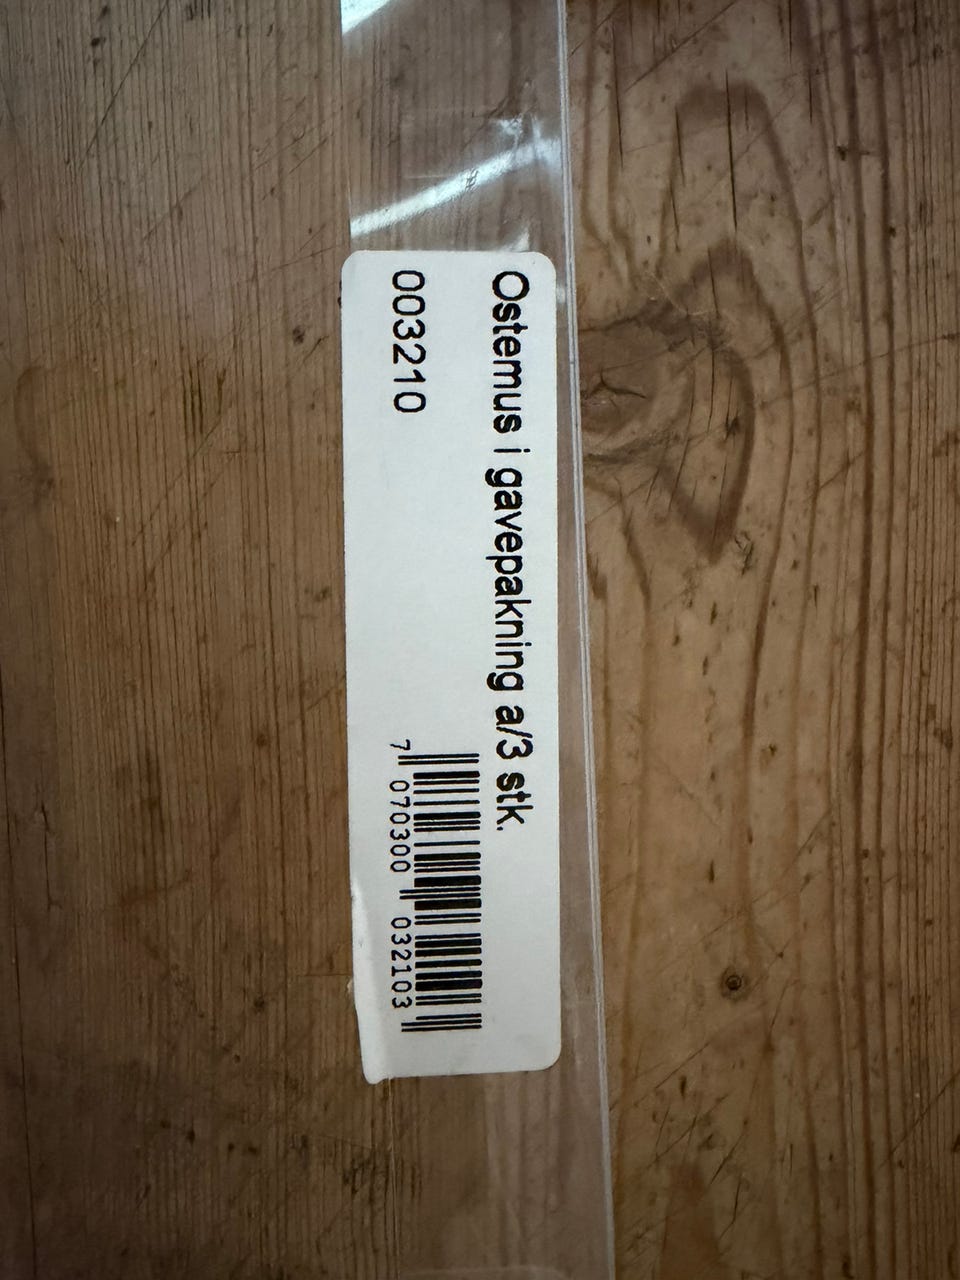 Ostemus i gavepakning a/3 stk.
003210
7 070300 032103